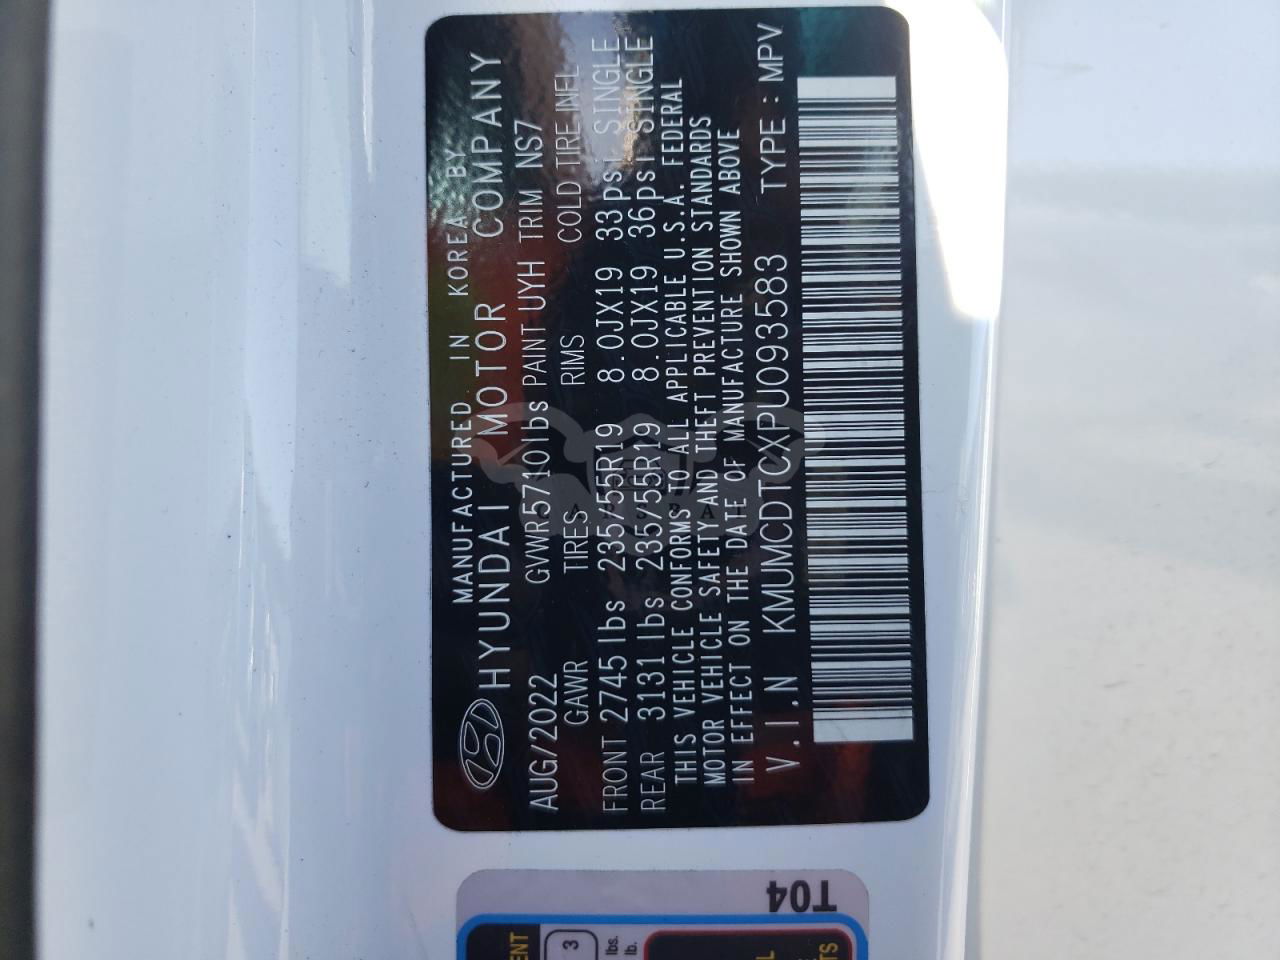 MANUFACTURED IN KOREA BY
HYUNDAI MOTOR COMPANY
AUG/2022 GVWR 5710lbs PAINT UYH TRIM NS7
GAWR TIRES RIMS COLD TIRE INFL
FRONT 2745 lbs 235/55R19 8.0JX19 33psi SINGLE
REAR 3131 lbs 235/55R19 8.0JX19 36psi SINGLE
THIS VEHICLE CONFORMS TO ALL APPLICABLE U.S.A. FEDERAL
MOTOR VEHICLE SAFETY AND THEFT PREVENTION STANDARDS
IN EFFECT ON THE DATE OF MANUFACTURE SHOWN ABOVE
V.I.N KMUMCDTCXPU093583 TYPE : MPV
T04
3
lbs.
lb.